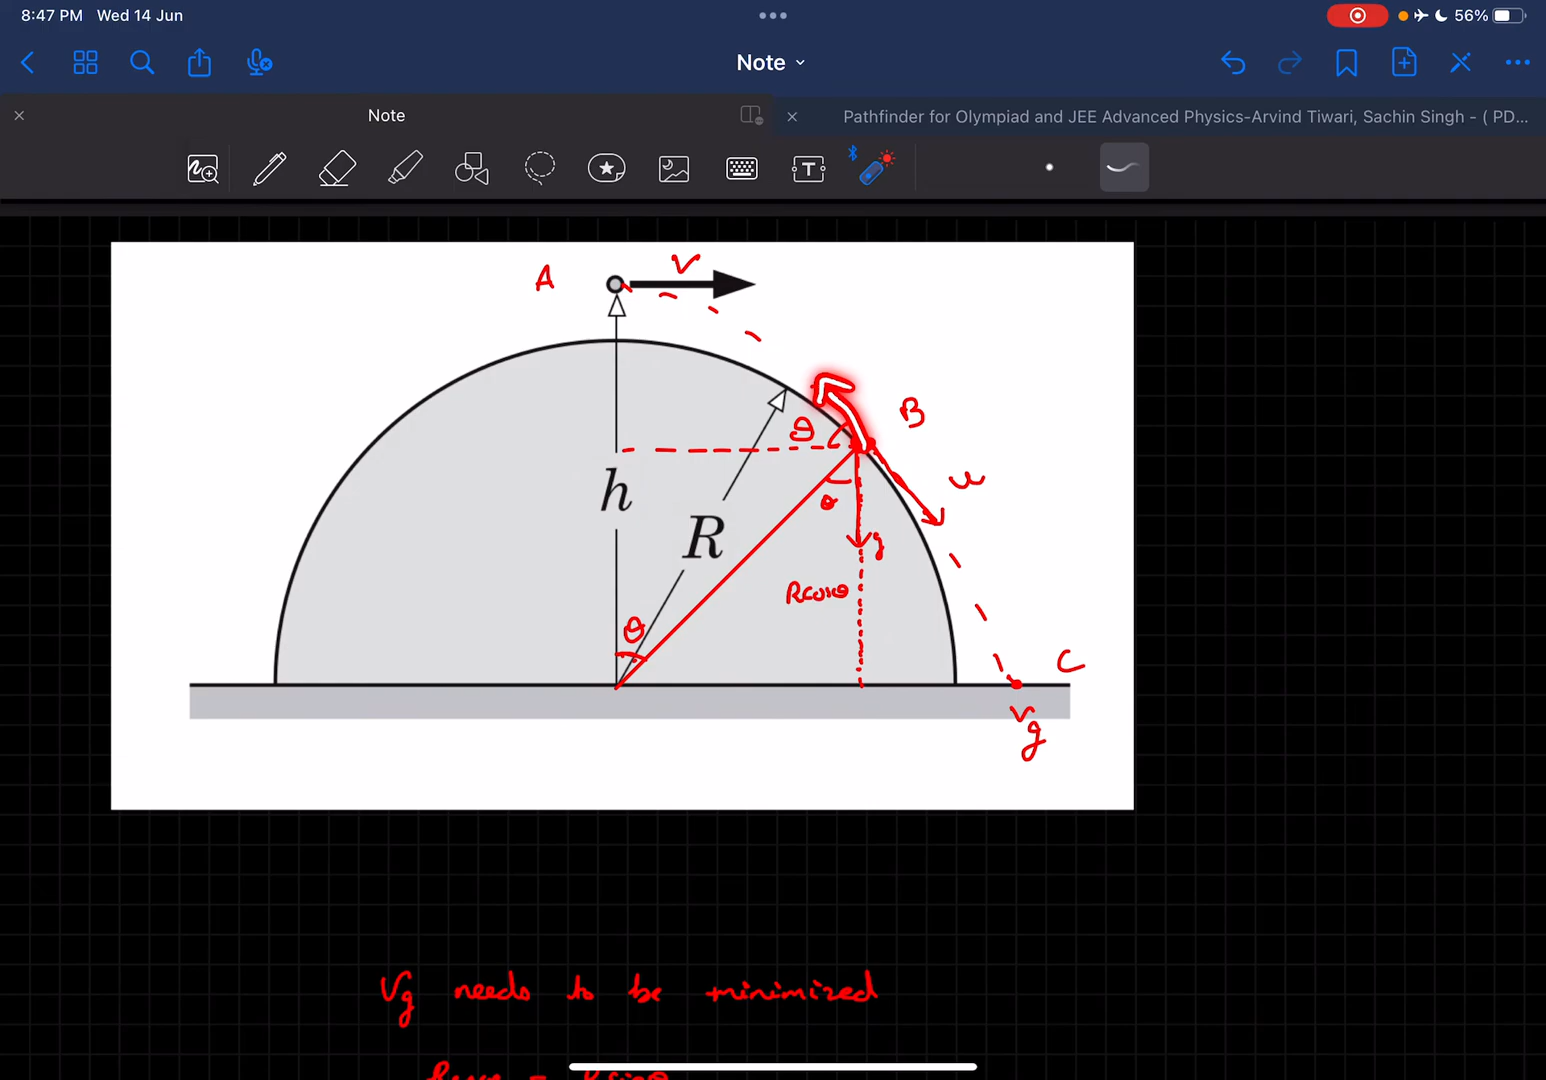 8:47 PM Wed 14 Jun
56%
Note
Note
Pathfinder for Olympiad and JEE Advanced Physics-Arvind Tiwari, Sachin Singh - ( PD...
T
A
V
B
θ
u
h
θ
g
R
Rcosθ
θ
C
Vg
Vg needs to be minimized